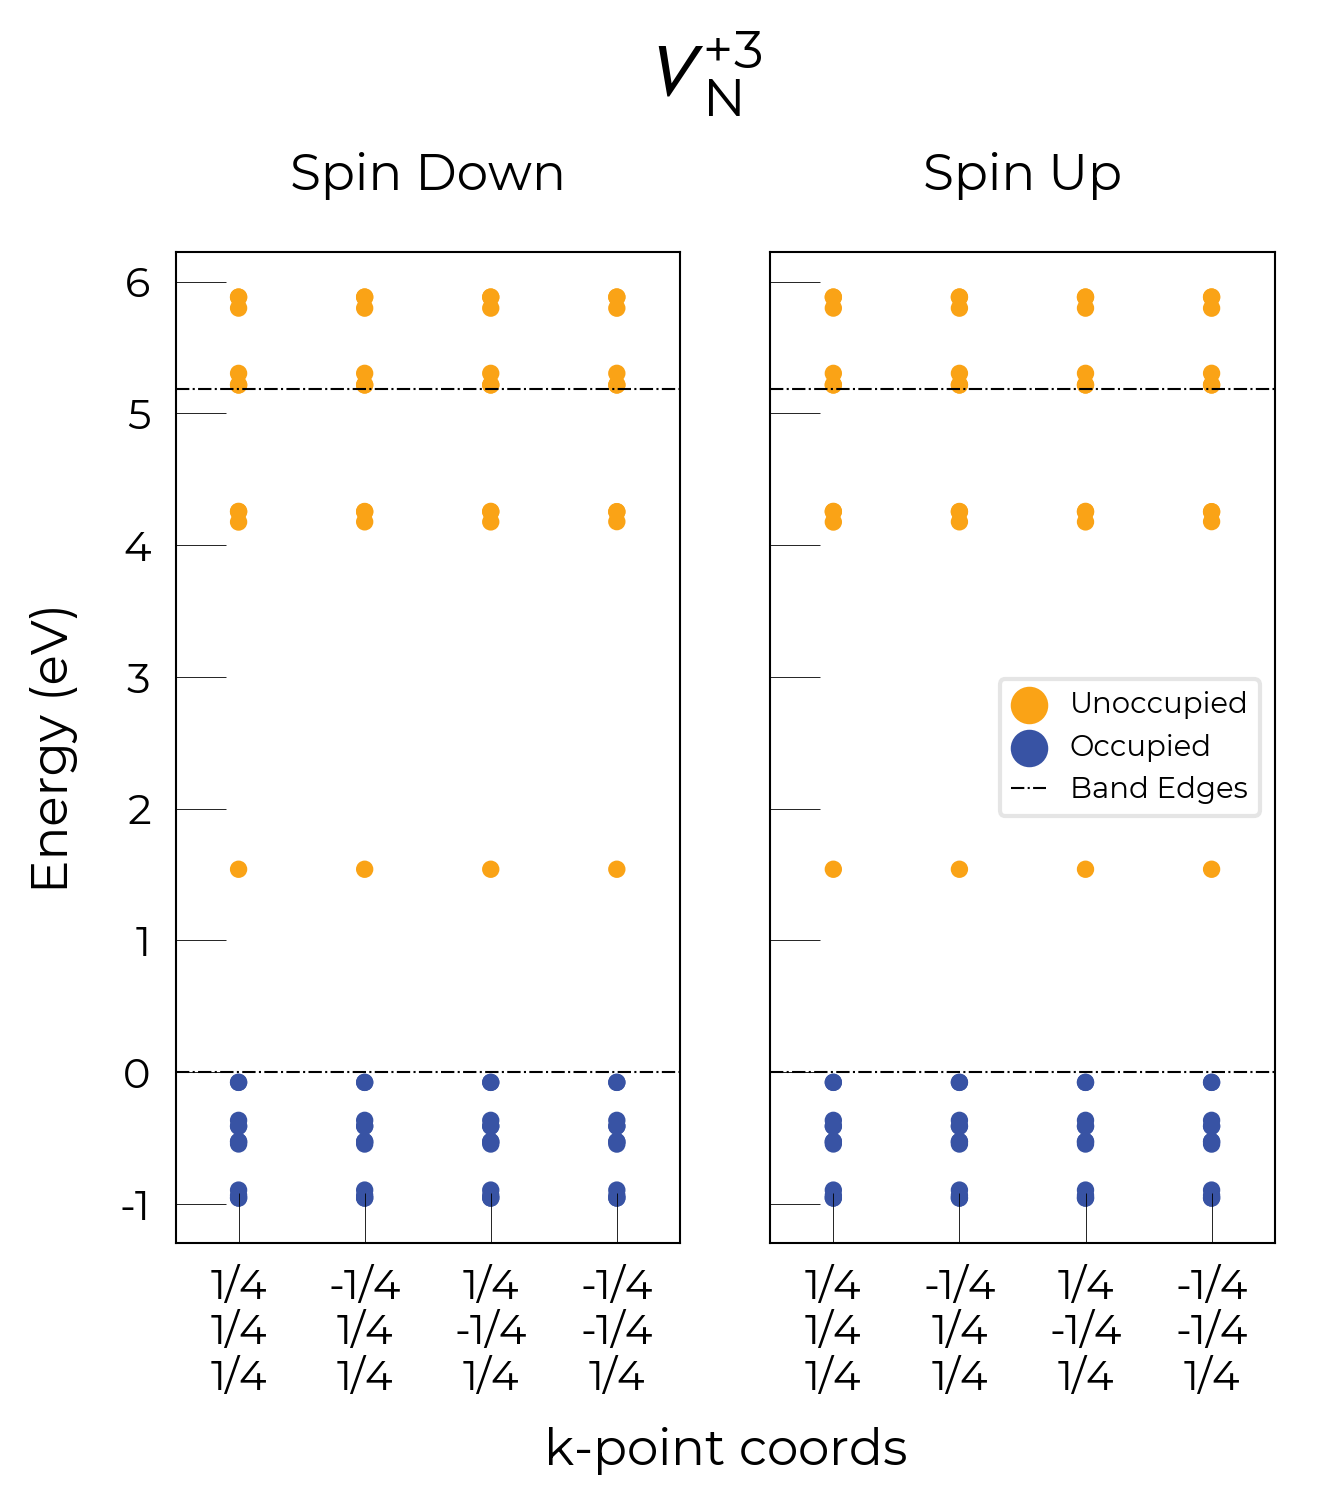 V_N^{+3}
Spin Down Spin Up
6
5
4
3
2
1
0
-1
Energy (eV)
Unoccupied
Occupied
Band Edges
1/4 -1/4 1/4 -1/4 1/4 -1/4 1/4 -1/4
1/4 1/4 -1/4 -1/4 1/4 1/4 -1/4 -1/4
1/4 1/4 1/4 1/4 1/4 1/4 1/4 1/4
k-point coords